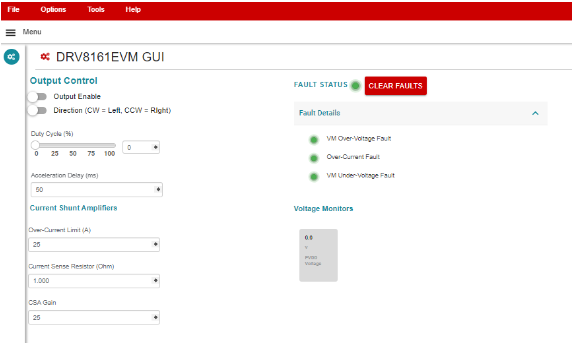 File Options Tools Help
Menu
DRV8161EVM GUI
Output Control
Output Enable
Direction (CW = Left, CCW = Right)
Duty Cycle (%)
0 25 50 75 100
0
Acceleration Delay (ms)
50
Current Shunt Amplifiers
Over-Current Limit (A)
25
Current Sense Resistor (Ohm)
1.000
CSA Gain
25
FAULT STATUS
CLEAR FAULTS
Fault Details
VM Over-Voltage Fault
Over-Current Fault
VM Under-Voltage Fault
Voltage Monitors
0.0
V
PVDD
Voltage